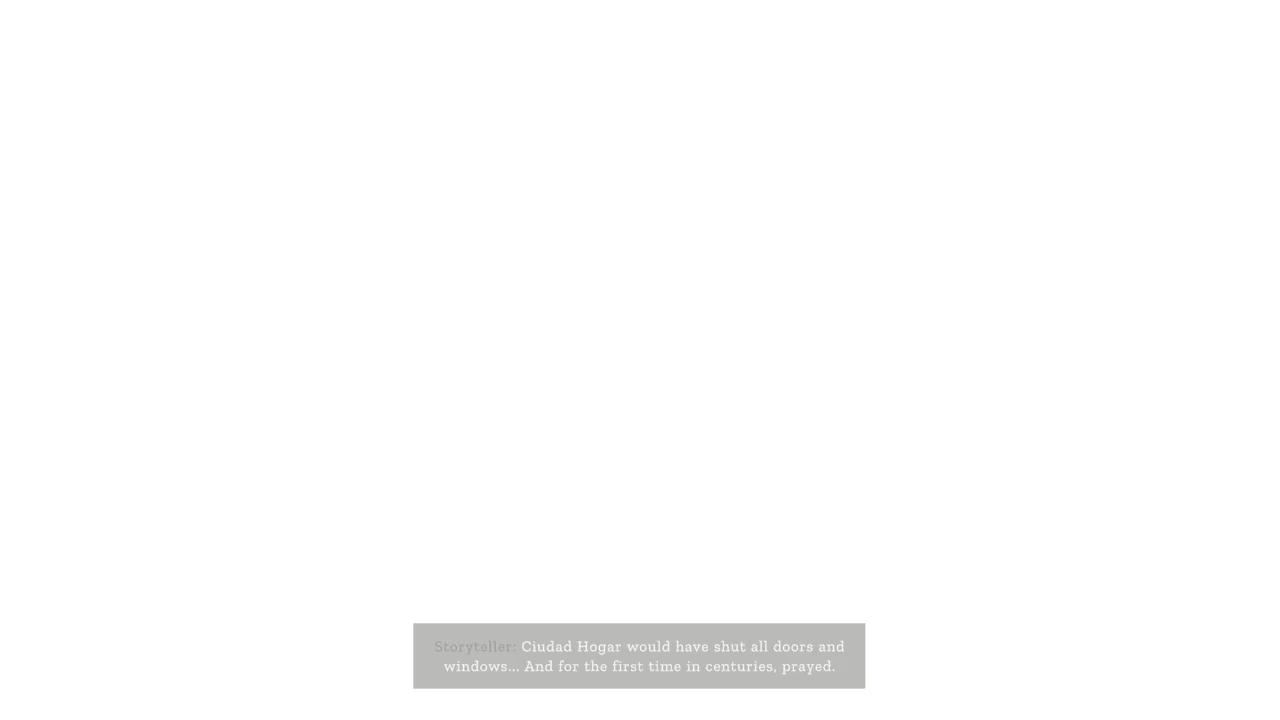 Storyteller: Ciudad Hogar would have shut all doors and
windows... And for the first time in centuries, prayed.